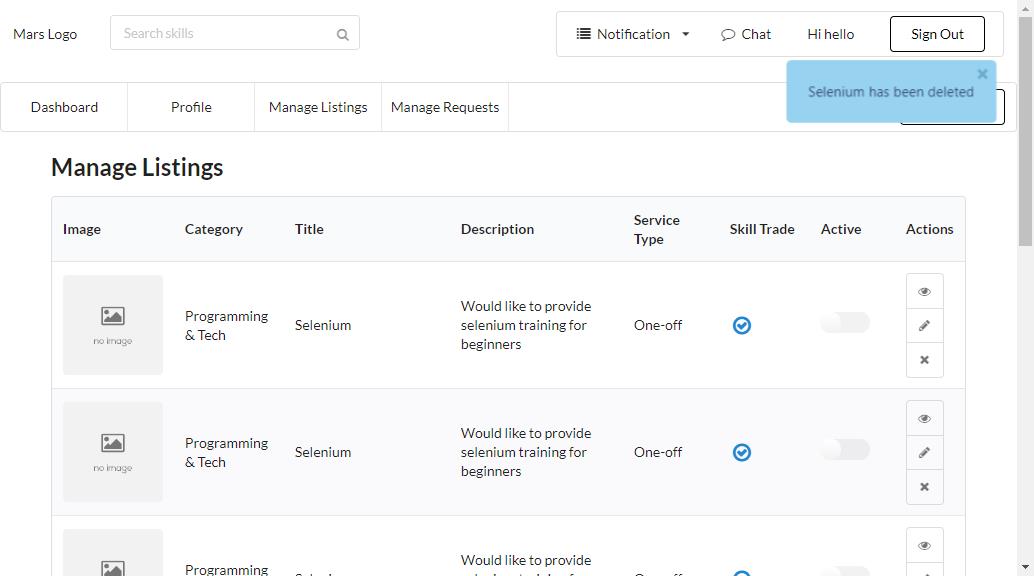 Mars Logo
Search skills
Notification
Chat
Hi hello
Sign Out
Selenium has been deleted
Dashboard
Profile
Manage Listings
Manage Requests
Manage Listings
Image
Category
Title
Description
Service
Type
Skill Trade
Active
Actions
no image
Programming
& Tech
Selenium
Would like to provide
selenium training for
beginners
One-off
no image
Programming
& Tech
Selenium
Would like to provide
selenium training for
beginners
One-off
Programming
Would like to provide